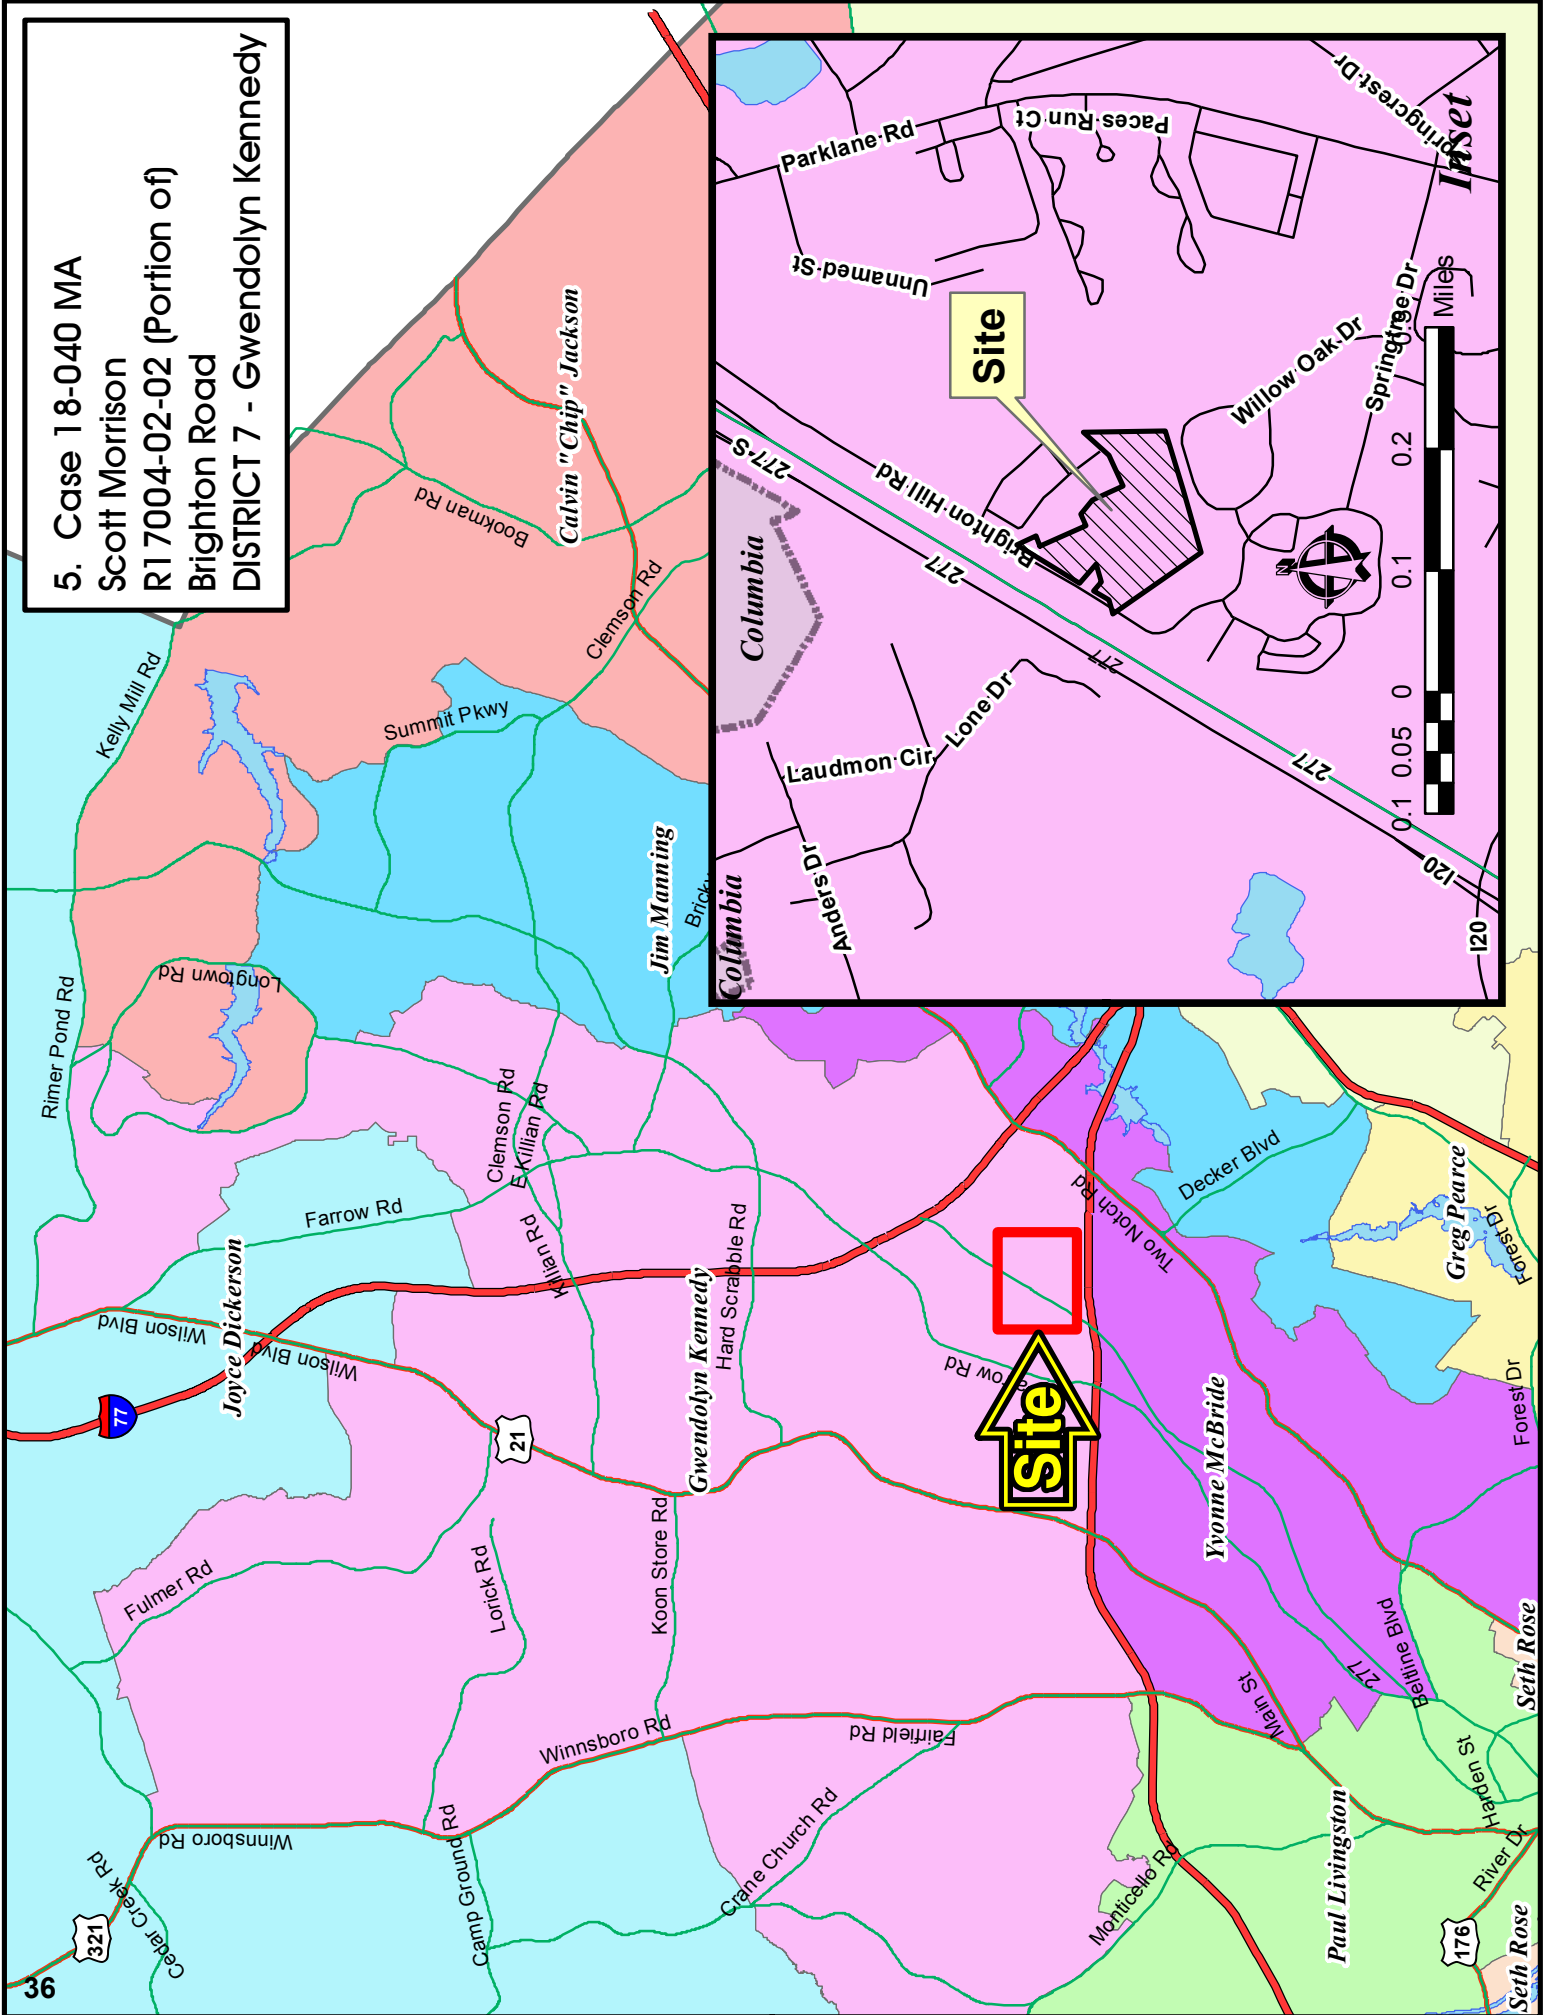 5. Case 18-040 MA
Scott Morrison
R17004-02-02 (Portion of)
Brighton Road
DISTRICT 7 - Gwendolyn Kennedy
36
321
Cedar Creek Rd
Winnsboro Rd
Camp Ground Rd
Fulmer Rd
Lorick Rd
Winnsboro Rd
Koon Store Rd
Fairfield Rd
Crane Church Rd
Monticello Rd
Paul Livingston
176
River Dr
Harden St
Seth Rose
Seth Rose
Main St
277
Beltline Blvd
Yvonne McBride
Forest Dr
Forest Dr
Greg Pearce
Decker Blvd
Two Notch Rd
Site
Hard Scrabble Rd
Gwendolyn Kennedy
21
77
Wilson Blvd
Wilson Blvd
Joyce Dickerson
Farrow Rd
Killian Rd
E Killian Rd
Clemson Rd
Rimer Pond Rd
Longtown Rd
Kelly Mill Rd
Summit Pkwy
Jim Manning
Clemson Rd
Bookman Rd
Calvin "Chip" Jackson
Inset
Columbia
Columbia
Parklane Rd
Unnamed St
Paces Run Ct
Springcrest Dr
Site
277-S
Brighton Hill Rd
277
277
277
Willow Oak Dr
Springtree Dr
Laudmon Cir
Lone Dr
Anders Dr
I20
I20
N
0.1 0.05 0 0.1 0.2 0.3
Miles